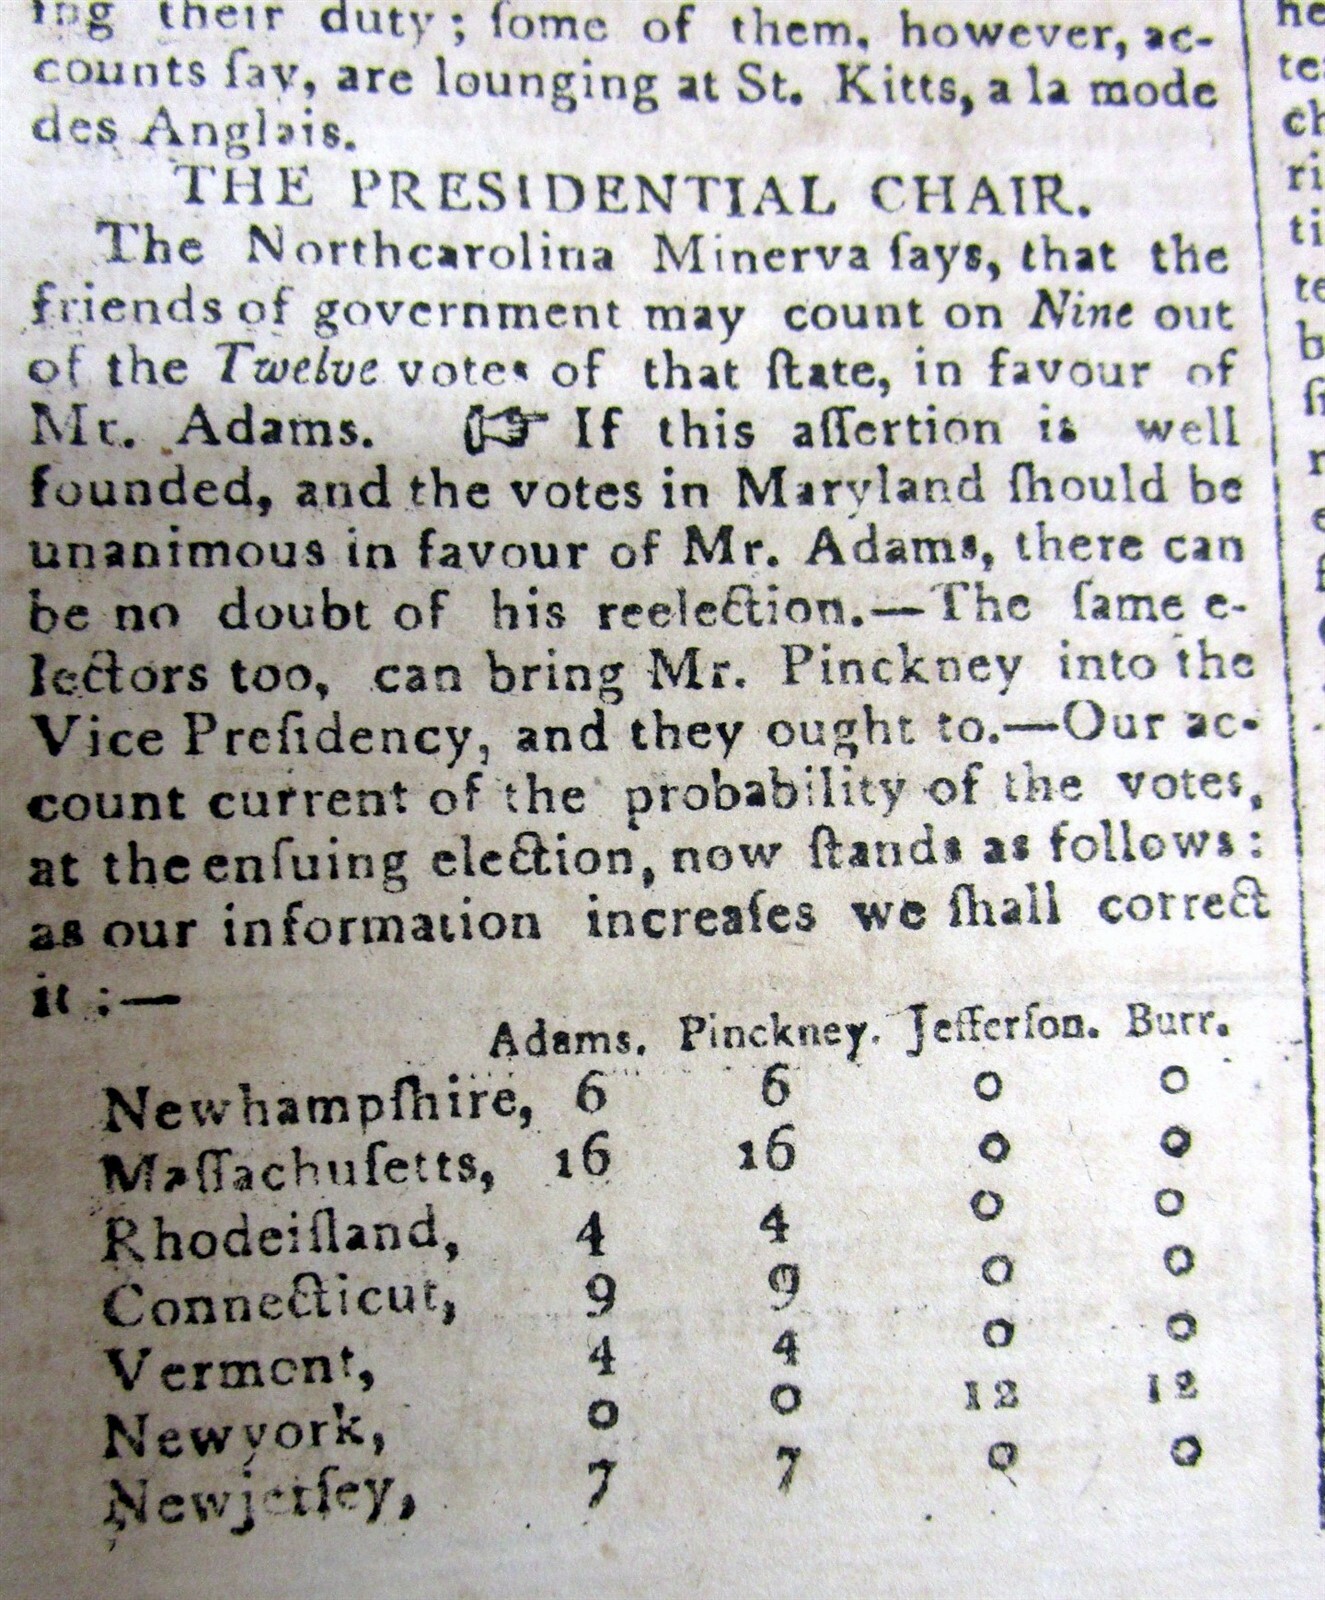 ing their duty; ſome of them, however, ac-
counts ſay, are lounging at St. Kitts, a la mode
des Anglais.
THE PRESIDENTIAL CHAIR.
The Northcarolina Minerva ſays, that the
friends of government may count on Nine out
of the Twelve votes of that ſtate, in favour of
Mr. Adams. ☞ If this aſſertion is well
founded, and the votes in Maryland ſhould be
unanimous in favour of Mr. Adams, there can
be no doubt of his reelection.—The ſame e-
lectors too, can bring Mr. Pinckney into the
Vice Preſidency, and they ought to.—Our ac-
count current of the probability of the votes,
at the enſuing election, now ſtands as follows:
as our information increaſes we ſhall correct
it:—
Adams. Pinckney. Jefferſon. Burr.
Newhampſhire, 6 6 0 0
Maſſachuſetts, 16 16 0 0
Rhodeiſland, 4 4 0 0
Connecticut, 9 9 0 0
Vermont, 4 4 0 0
Newyork, 0 0 12 12
Newjerſey, 7 7 0 0